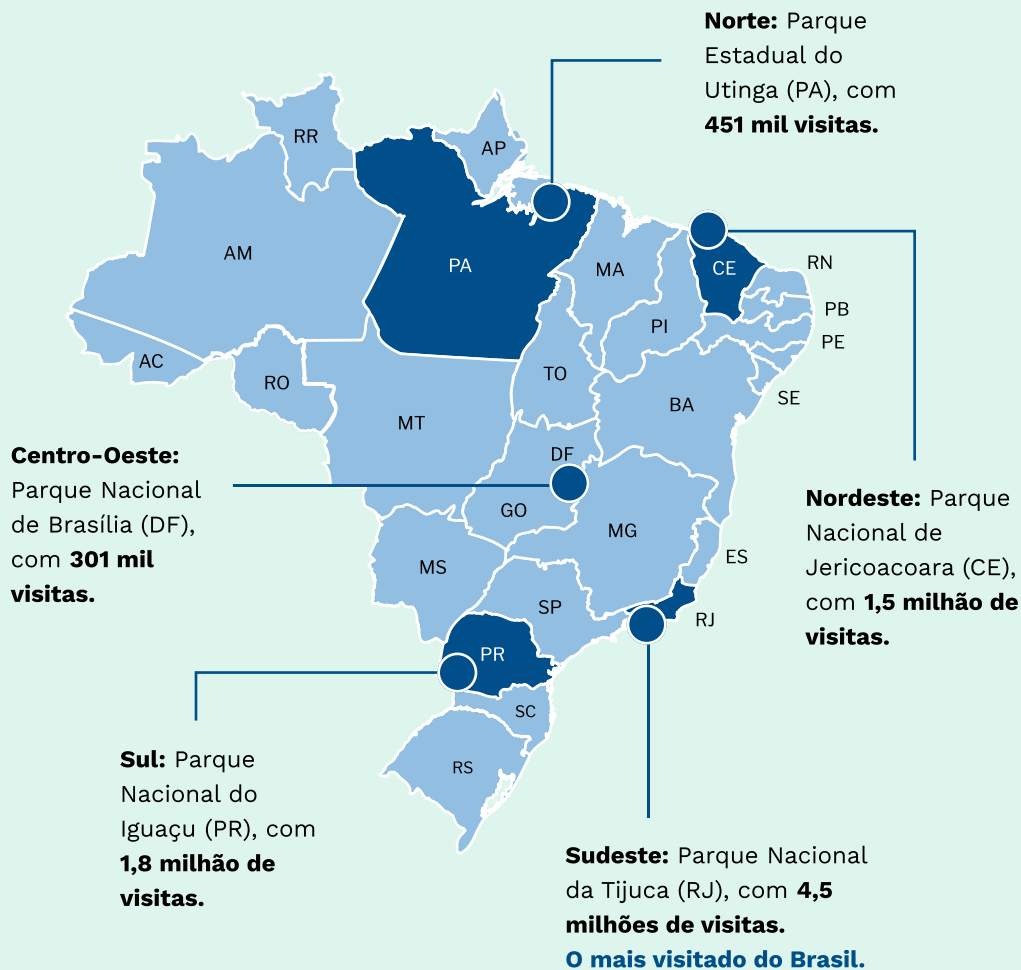 Norte: Parque
Estadual do
Utinga (PA), com
451 mil visitas.
RR
AP
AM
PA
MA
CE
RN
PB
PI
PE
AC
RO
TO
SE
MT
BA
DF
GO
MG
ES
MS
SP
RJ
PR
SC
RS
Centro-Oeste:
Parque Nacional
de Brasília (DF),
com 301 mil
visitas.
Nordeste: Parque
Nacional de
Jericoacoara (CE),
com 1,5 milhão de
visitas.
Sul: Parque
Nacional do
Iguaçu (PR), com
1,8 milhão de
visitas.
Sudeste: Parque Nacional
da Tijuca (RJ), com 4,5
milhões de visitas.
O mais visitado do Brasil.